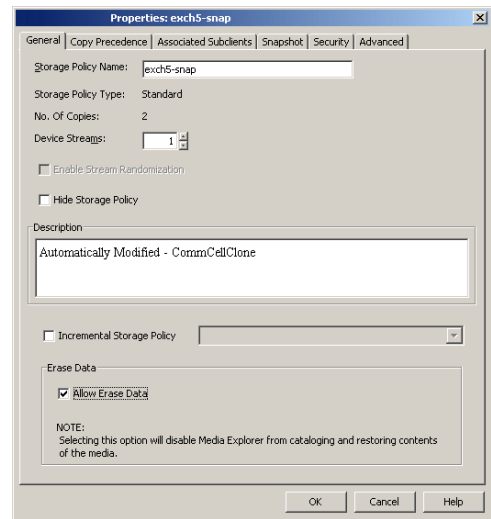 Properties: exch5-snap
General
Copy Precedence
Associated Subclients
Snapshot
Security
Advanced
Storage Policy Name:
exch5-snap
Storage Policy Type:
Standard
No. Of Copies:
2
Device Streams:
1
Enable Stream Randomization
Hide Storage Policy
Description
Automatically Modified - CommCellClone
Incremental Storage Policy
Erase Data
Allow Erase Data
NOTE:
Selecting this option will disable Media Explorer from cataloging and restoring contents
of the media.
OK
Cancel
Help